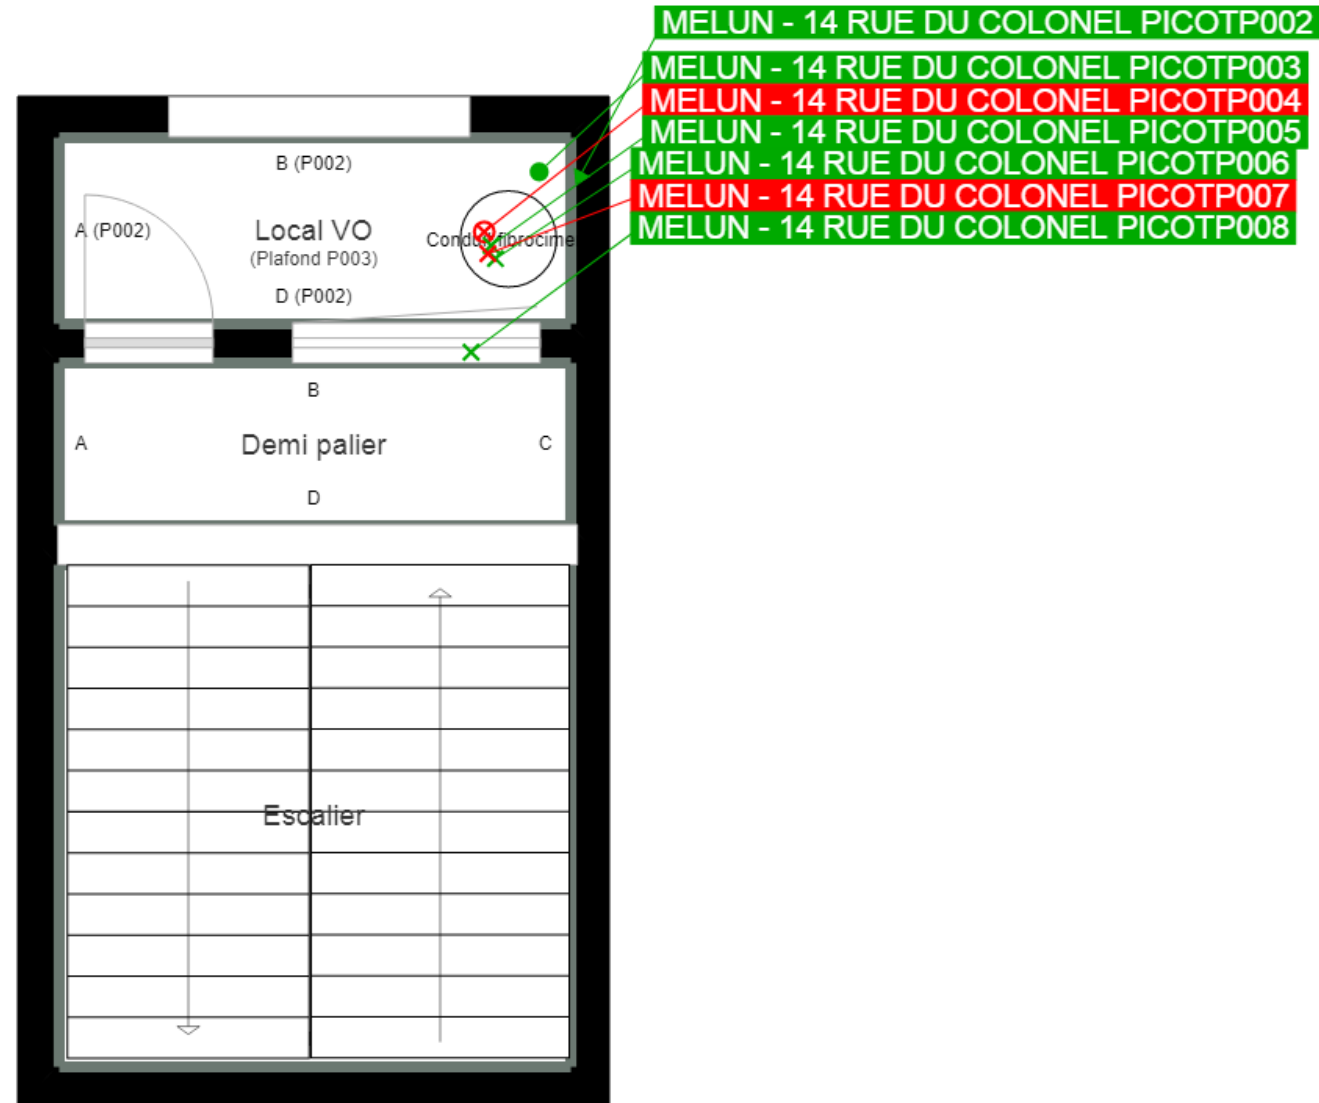 MELUN - 14 RUE DU COLONEL PICOTP002
MELUN - 14 RUE DU COLONEL PICOTP003
MELUN - 14 RUE DU COLONEL PICOTP004
MELUN - 14 RUE DU COLONEL PICOTP005
MELUN - 14 RUE DU COLONEL PICOTP006
MELUN - 14 RUE DU COLONEL PICOTP007
MELUN - 14 RUE DU COLONEL PICOTP008
B (P002)
A (P002)
Local VO
(Plafond P003)
Conduit fibrocime
D (P002)
B
A
Demi palier
C
D
Escalier